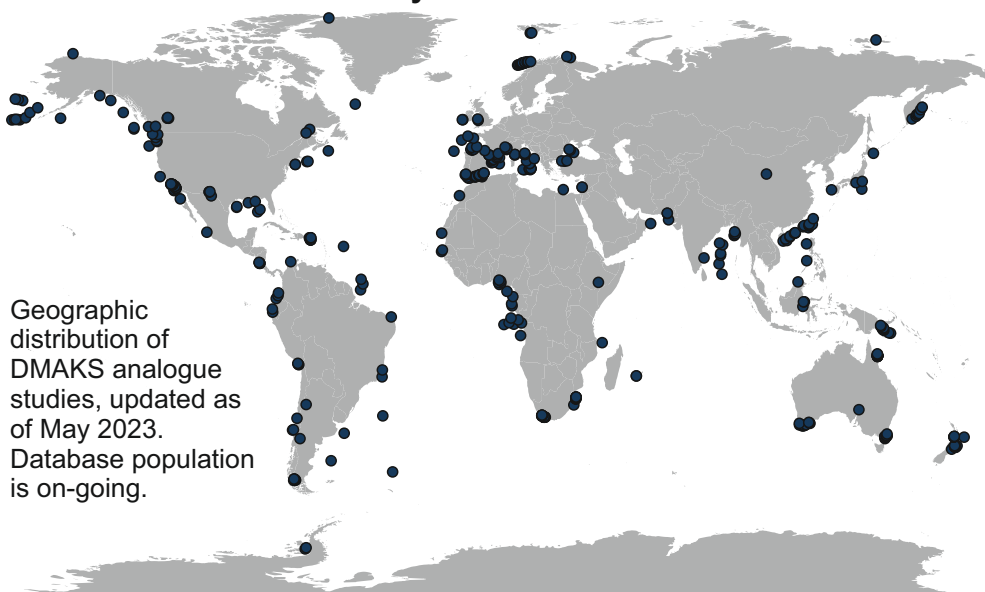 Geographic
distribution of
DMAKS analogue
studies, updated as
of May 2023.
Database population
is on-going.